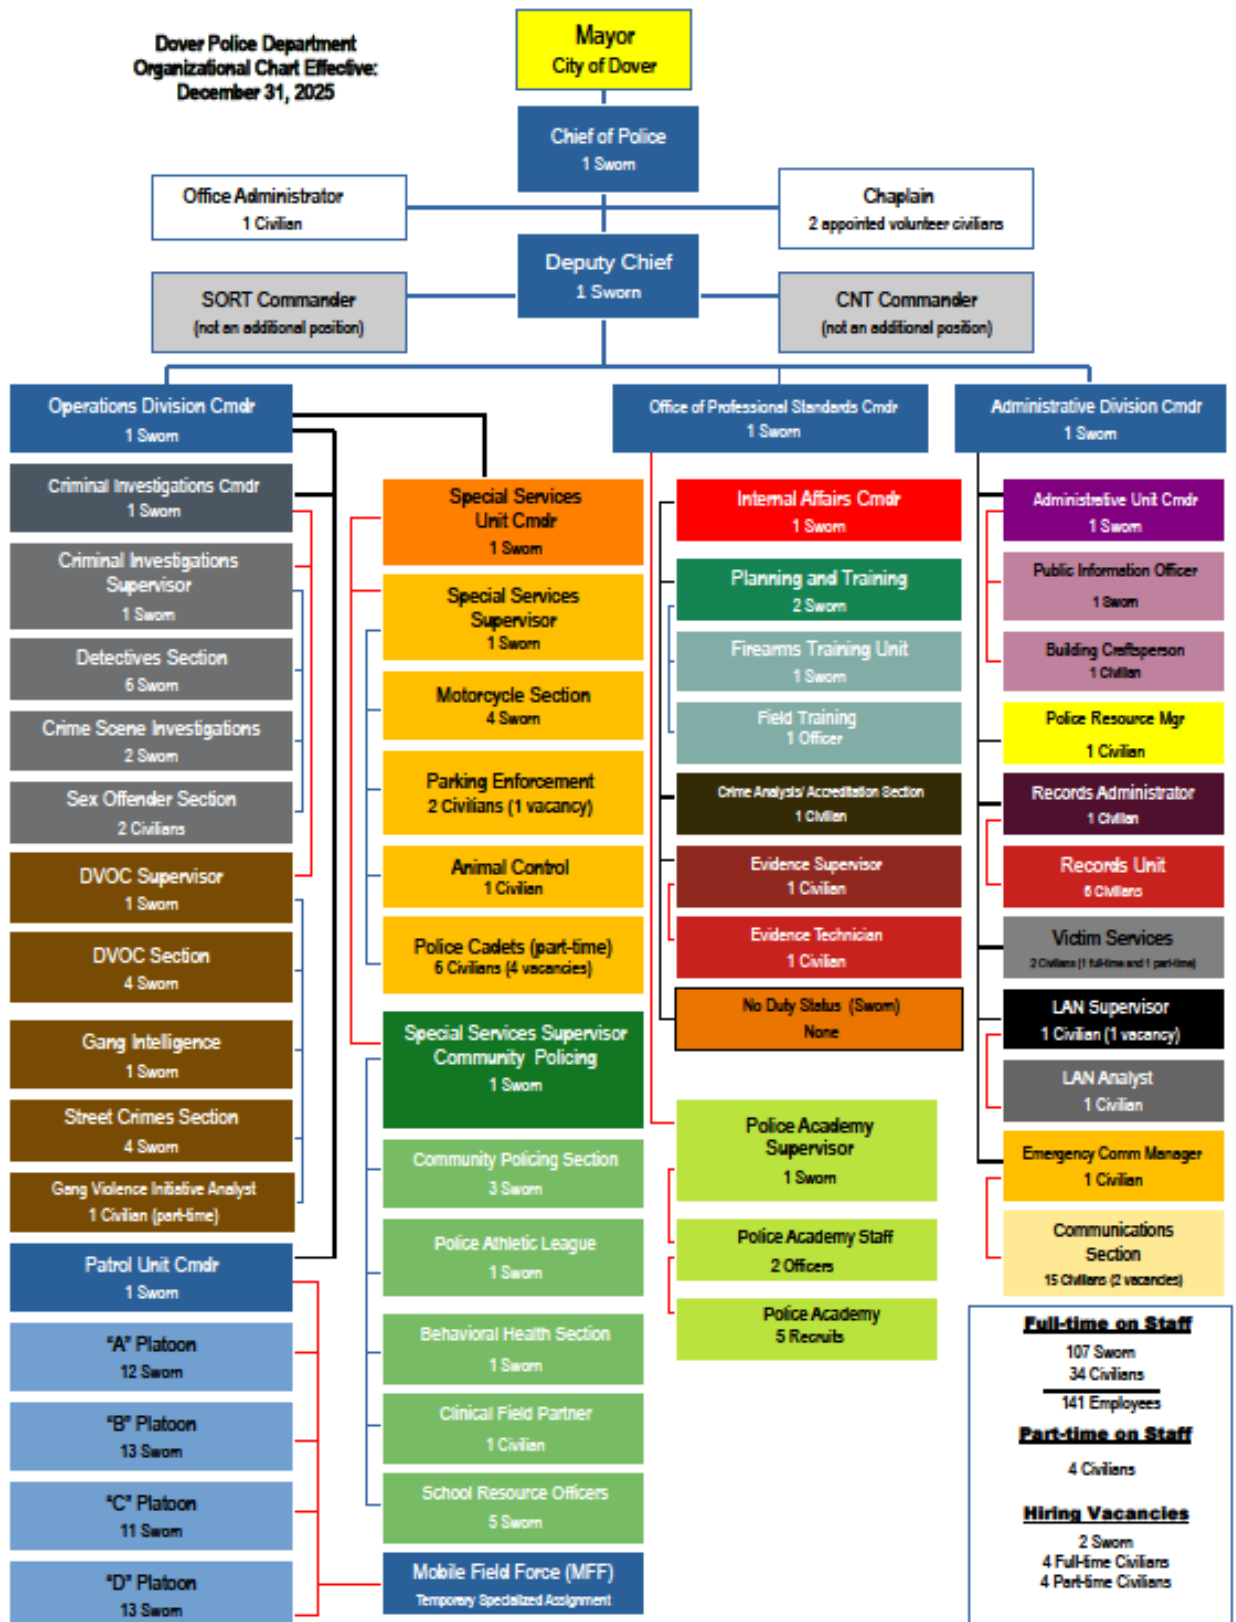 Dover Police Department
Organizational Chart Effective:
December 31, 2025
Mayor
City of Dover
Chief of Police
1 Sworn
Office Administrator
1 Civilian
Chaplain
2 appointed volunteer civilians
Deputy Chief
1 Sworn
SORT Commander
(not an additional position)
CNT Commander
(not an additional position)
Operations Division Cmdr
1 Sworn
Office of Professional Standards Cmdr
1 Sworn
Administrative Division Cmdr
1 Sworn
Criminal Investigations Cmdr
1 Sworn
Criminal Investigations
Supervisor
1 Sworn
Detectives Section
6 Sworn
Crime Scene Investigations
2 Sworn
Sex Offender Section
2 Civilians
DVOC Supervisor
1 Sworn
DVOC Section
4 Sworn
Gang Intelligence
1 Sworn
Street Crimes Section
4 Sworn
Gang Violence Initiative Analyst
1 Civilian (part-time)
Patrol Unit Cmdr
1 Sworn
"A" Platoon
12 Sworn
"B" Platoon
13 Sworn
"C" Platoon
11 Sworn
"D" Platoon
13 Sworn
Special Services
Unit Cmdr
1 Sworn
Special Services
Supervisor
1 Sworn
Motorcycle Section
4 Sworn
Parking Enforcement
2 Civilians (1 vacancy)
Animal Control
1 Civilian
Police Cadets (part-time)
6 Civilians (4 vacancies)
Special Services Supervisor
Community Policing
1 Sworn
Community Policing Section
3 Sworn
Police Athletic League
1 Sworn
Behavioral Health Section
1 Sworn
Clinical Field Partner
1 Civilian
School Resource Officers
5 Sworn
Mobile Field Force (MFF)
Temporary Specialized Assignment
Internal Affairs Cmdr
1 Sworn
Planning and Training
2 Sworn
Firearms Training Unit
1 Sworn
Field Training
1 Officer
Crime Analysis/ Accreditation Section
1 Civilian
Evidence Supervisor
1 Civilian
Evidence Technician
1 Civilian
No Duty Status (Sworn)
None
Police Academy
Supervisor
1 Sworn
Police Academy Staff
2 Officers
Police Academy
5 Recruits
Administrative Unit Cmdr
1 Sworn
Public Information Officer
1 Sworn
Building Craftsperson
1 Civilian
Police Resource Mgr
1 Civilian
Records Administrator
1 Civilian
Records Unit
6 Civilians
Victim Services
2 Civilians (1 full-time and 1 part-time)
LAN Supervisor
1 Civilian (1 vacancy)
LAN Analyst
1 Civilian
Emergency Comm Manager
1 Civilian
Communications
Section
15 Civilians (2 vacancies)
Full-time on Staff
107 Sworn
34 Civilians
141 Employees
Part-time on Staff
4 Civilians
Hiring Vacancies
2 Sworn
4 Full-time Civilians
4 Part-time Civilians